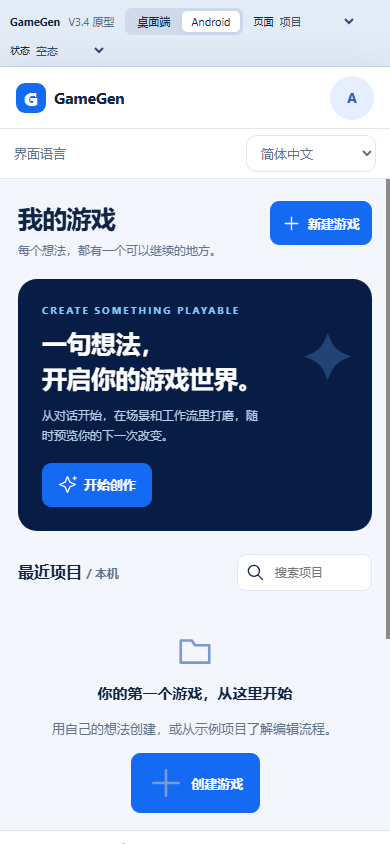 GameGen V3.4 原型 桌面端 Android 页面 项目
状态 空态
G GameGen A
界面语言 简体中文
我的游戏
新建游戏
每个想法，都有一个可以继续的地方。
CREATE SOMETHING PLAYABLE
一句想法，
开启你的游戏世界。
从对话开始，在场景和工作流里打磨，随
时预览你的下一次改变。
开始创作
最近项目 / 本机 搜索项目
你的第一个游戏，从这里开始
用自己的想法创建，或从示例项目了解编辑流程。
创建游戏